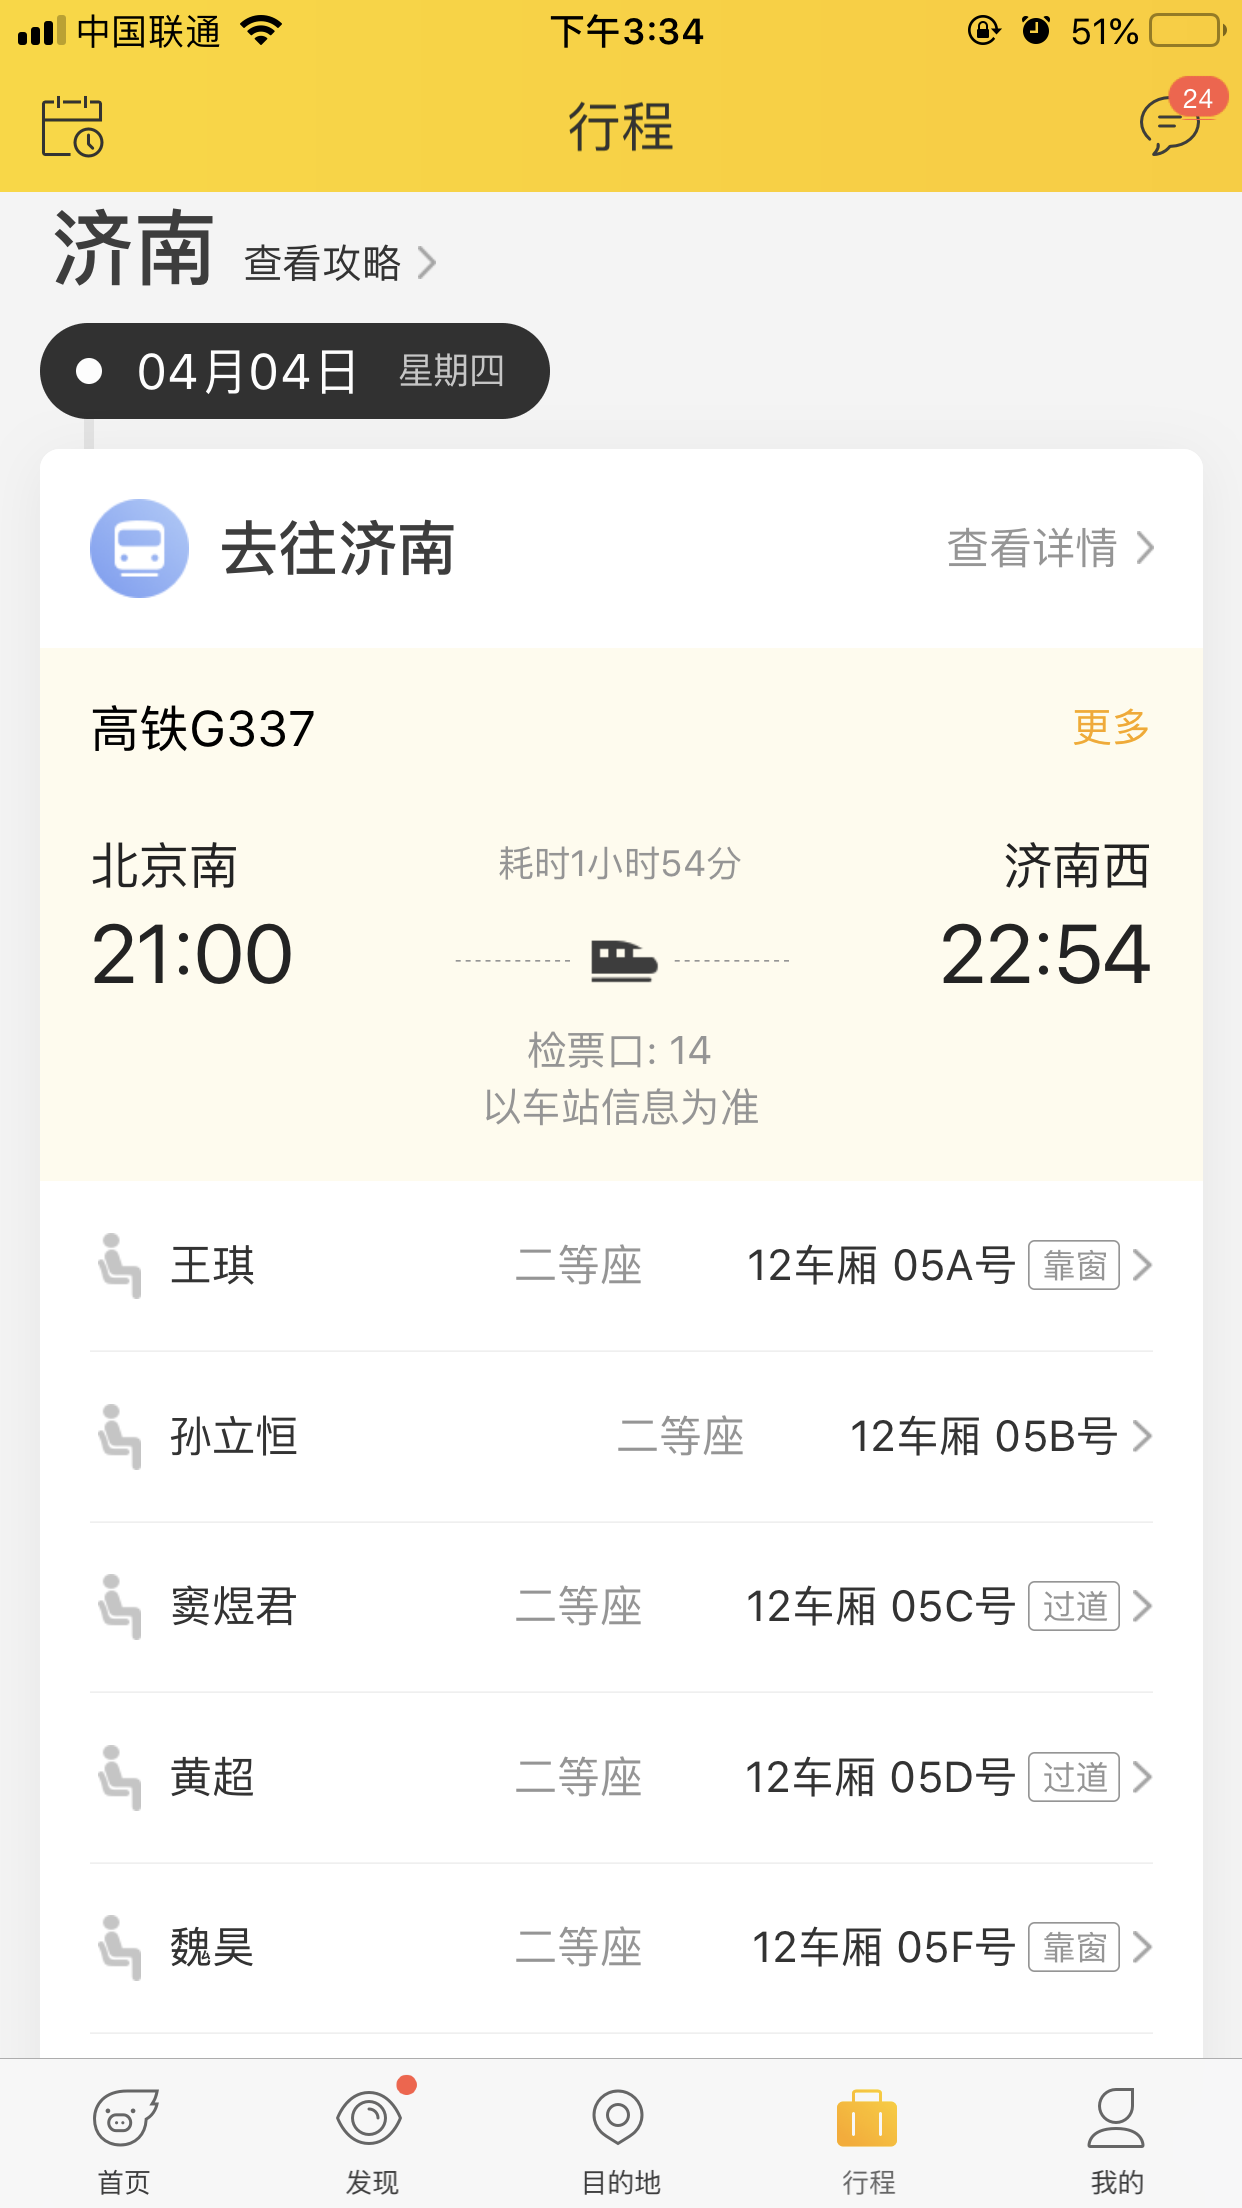 中国联通 下午3:34 51%
行程 24
济南 查看攻略
04月04日 星期四
去往济南 查看详情
高铁G337 更多
北京南 耗时1小时54分 济南西
21:00 22:54
检票口: 14
以车站信息为准
王琪 二等座 12车厢 05A号 靠窗
孙立恒 二等座 12车厢 05B号
窦煜君 二等座 12车厢 05C号 过道
黄超 二等座 12车厢 05D号 过道
魏昊 二等座 12车厢 05F号 靠窗
首页 发现 目的地 行程 我的